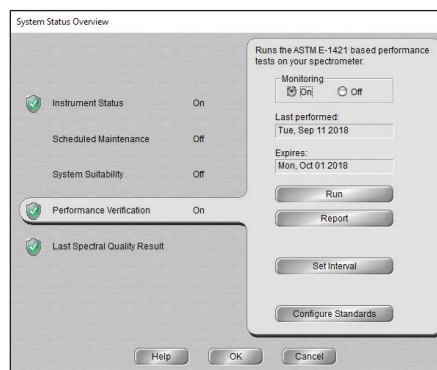 System Status Overview
Instrument Status On
Scheduled Maintenance Off
System Suitability Off
Performance Verification On
Last Spectral Quality Result
Runs the ASTM E-1421 based performance
tests on your spectrometer.
Monitoring
On Off
Last performed:
Tue, Sep 11 2018
Expires:
Mon, Oct 01 2018
Run
Report
Set Interval
Configure Standards
Help OK Cancel